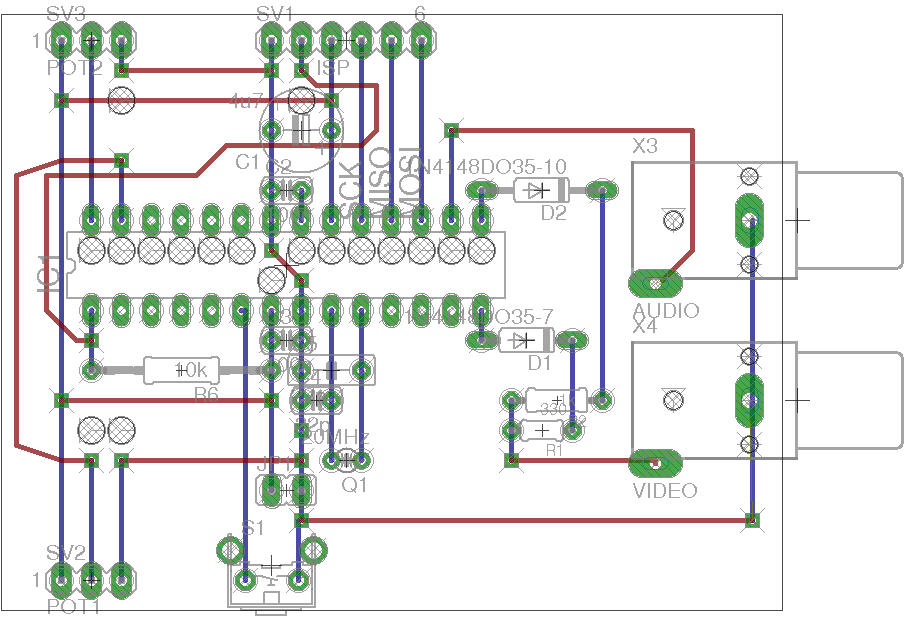 SV3
SV1
6
1
POT2
ISP
4u7
X3
C1
C2
SCK
MISO
MOSI
1N4148DO35-10
D2
IC1
AUDIO
X4
1N4148DO35-7
D1
10k
R6
330
R2
R1
20MHz
JP1
Q1
VIDEO
S1
SV2
1
POT1